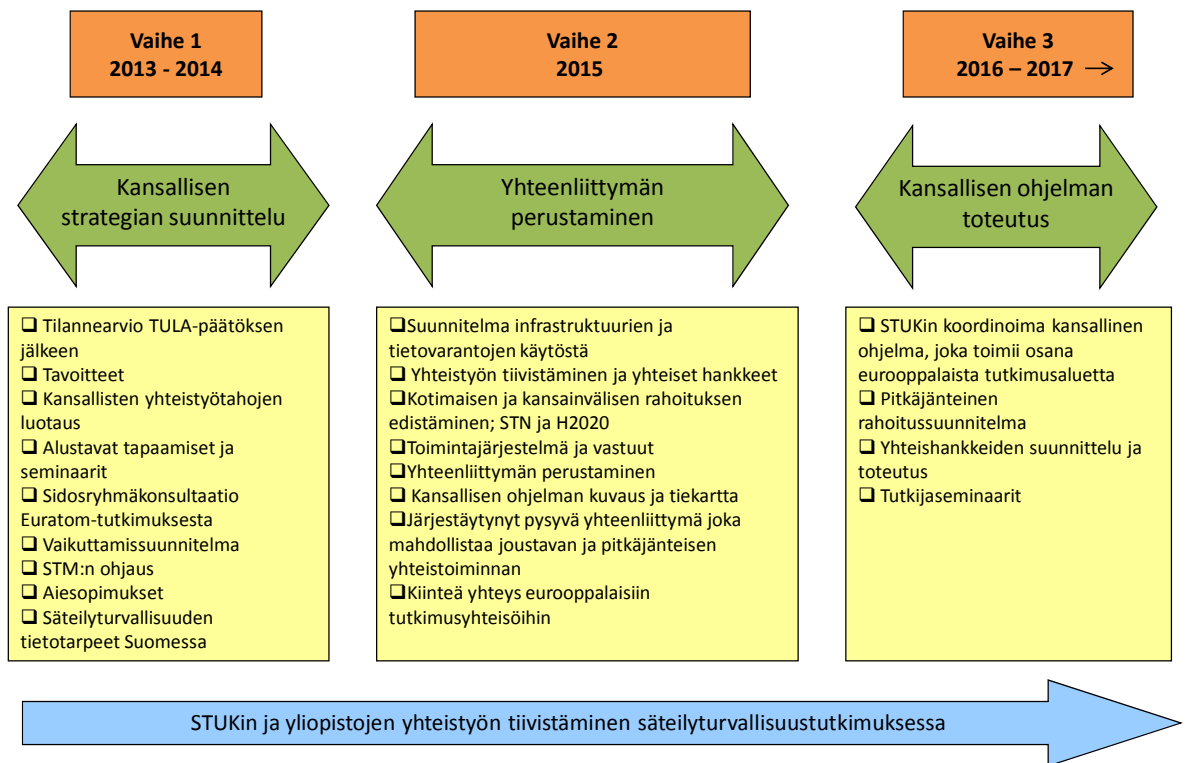 Vaihe 1
2013 - 2014
Vaihe 2
2015
Vaihe 3
2016 – 2017 →
Kansallisen
strategian suunnittelu
Yhteenliittymän
perustaminen
Kansallisen ohjelman
toteutus
❑ Tilannearvio TULA-päätöksen
jälkeen
❑ Tavoitteet
❑ Kansallisten yhteistyötahojen
luotaus
❑ Alustavat tapaamiset ja
seminaarit
❑ Sidosryhmäkonsultaatio
Euratom-tutkimuksesta
❑ Vaikuttamissuunnitelma
❑ STM:n ohjaus
❑ Aiesopimukset
❑ Säteilyturvallisuuden
tietotarpeet Suomessa
❑Suunnitelma infrastruktuurien ja
tietovarantojen käytöstä
❑ Yhteistyön tiivistäminen ja yhteiset hankkeet
❑Kotimaisen ja kansainvälisen rahoituksen
edistäminen; STN ja H2020
❑Toimintajärjestelmä ja vastuut
❑Yhteenliittymän perustaminen
❑ Kansallisen ohjelman kuvaus ja tiekartta
❑Järjestäytynyt pysyvä yhteenliittymä joka
mahdollistaa joustavan ja pitkäjänteisen
yhteistoiminnan
❑Kiinteä yhteys eurooppalaisiin
tutkimusyhteisöihin
❑ STUKin koordinoima kansallinen
ohjelma, joka toimii osana
eurooppalaista tutkimusaluetta
❑ Pitkäjänteinen
rahoitussuunnitelma
❑ Yhteishankkeiden suunnittelu ja
toteutus
❑ Tutkijaseminaarit
STUKin ja yliopistojen yhteistyön tiivistäminen säteilyturvallisuustutkimuksessa